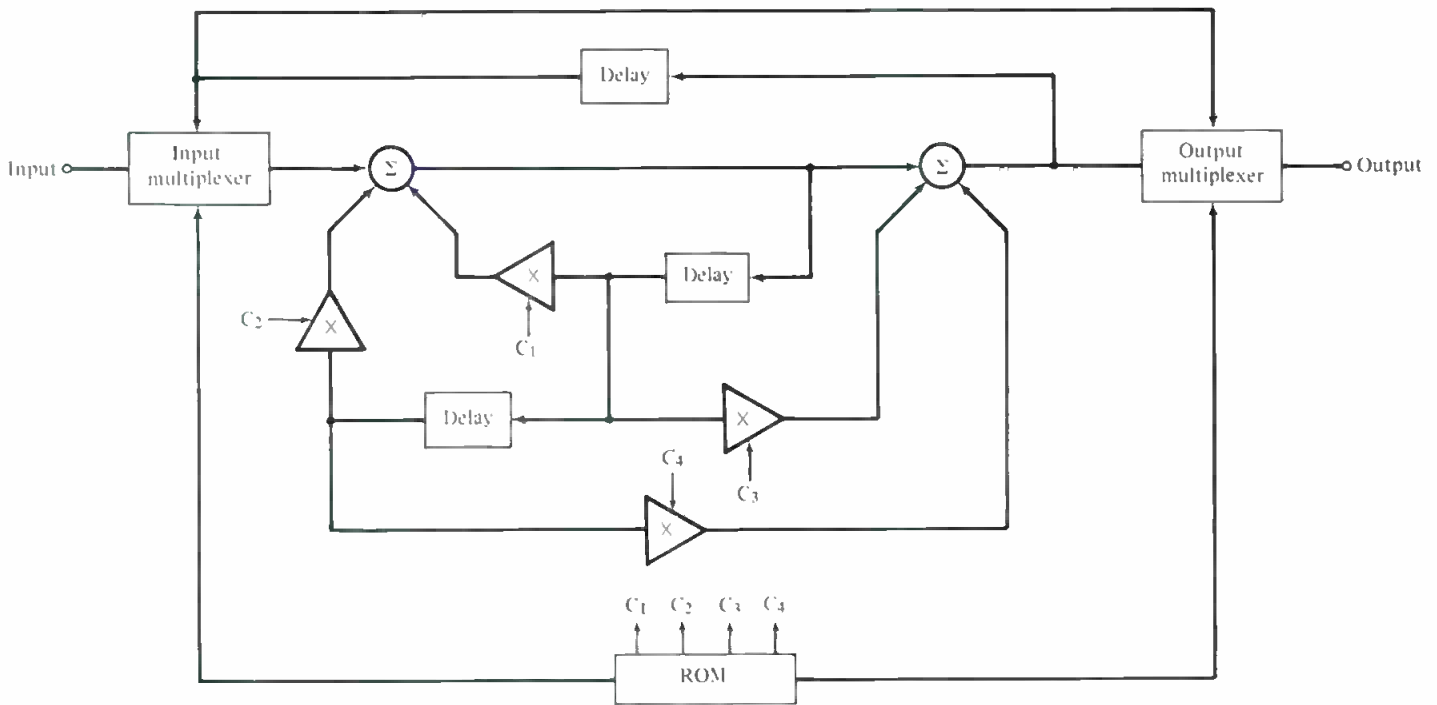 Delay
Input
Input
multiplexer
Σ
Σ
Output
multiplexer
Output
X
Delay
C2
X
C1
Delay
X
C4
C3
X
C1 C2 C3 C4
ROM